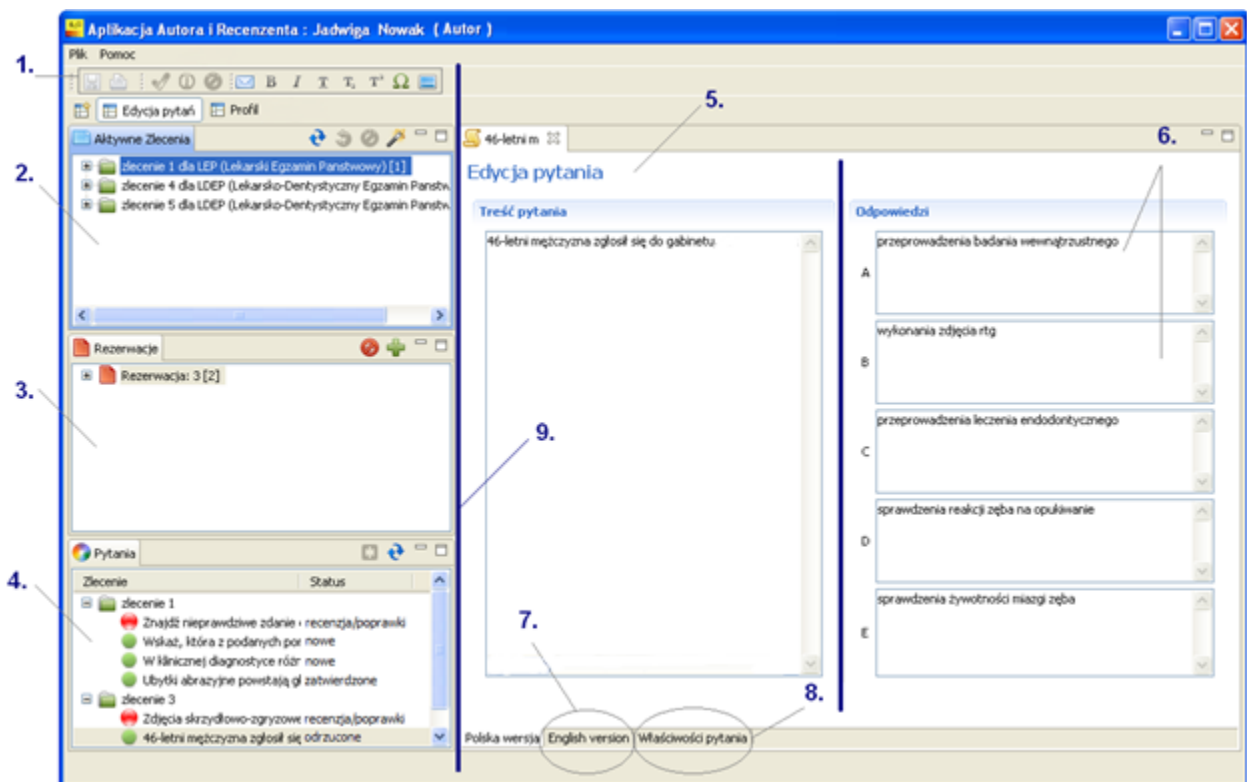 Aplikacja Autora i Recenzenta : Jadwiga Nowak ( Autor )
Plik Pomoc
1.
B I T T, T²
Edycja pytań Profil
5.
6.
Aktywne Zlecenia
46-letni m
2.
zlecenie 1 dla LEP (Lekarski Egzamin Panstwowy) [1]
zlecenie 4 dla LDEP (Lekarsko-Dentystyczny Egzamin Panstw
zlecenie 5 dla LDEP (Lekarsko-Dentystyczny Egzamin Panstw
Edycja pytania
Treść pytania
Odpowiedzi
46-letni mężczyzna zgłosił się do gabinetu
A
przeprowadzenia badania wewnątrzustnego
B
wykonania zdjęcia rtg
C
przeprowadzenia leczenia endodontycznego
D
sprawdzenia reakcji zęba na opukiwanie
E
sprawdzenia żywotności miazgi zęba
Rezerwacje
3.
Rezerwacja: 3 [2]
9.
Pytania
4.
Zlecenie Status
zlecenie 1
Znajdź nieprawdziwe zdanie recenzja/poprawki
Wskaż, która z podanych por nowe
W klinicznej diagnostyce różr nowe
Ubytki abrazyjne powstają gł zatwierdzone
zlecenie 3
Zdjęcia skrzydłowo-zgryzowe recenzja/poprawki
46-letni mężczyzna zgłosił się odrzucone
7.
8.
Polska wersja English version Właściwości pytania